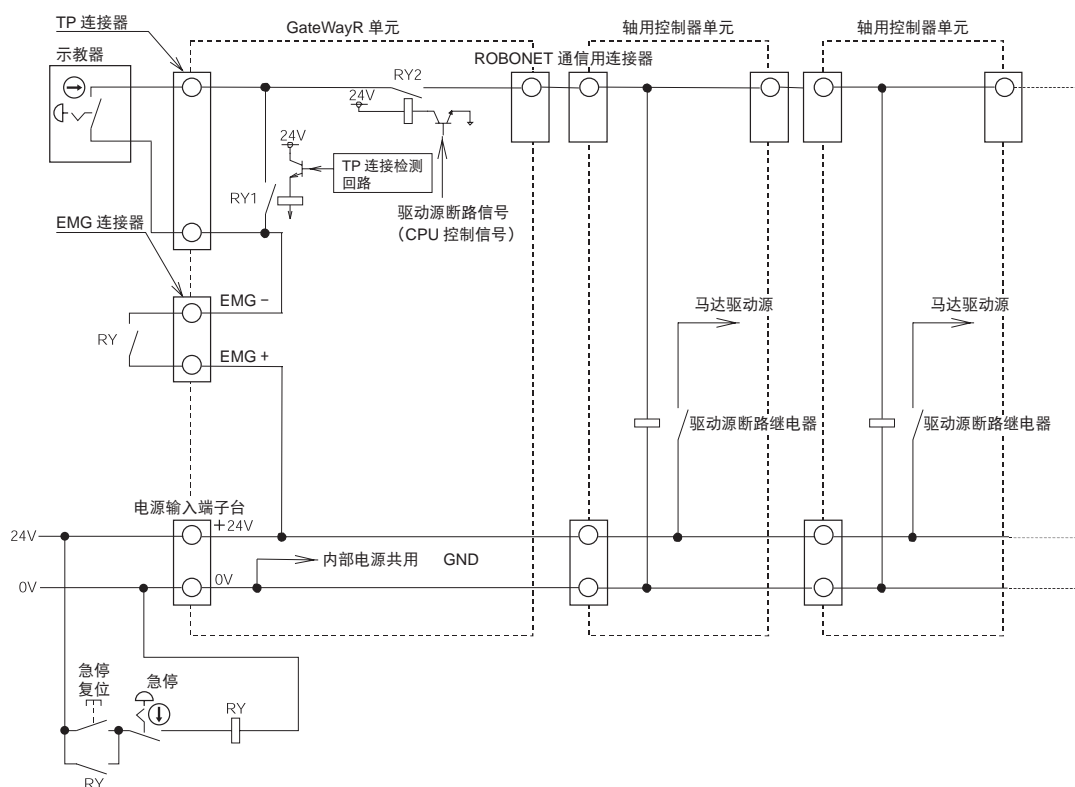 TP 连接器
GateWayR 单元
轴用控制器单元
轴用控制器单元
示教器
ROBONET 通信用连接器
RY2
24V
24V
TP 连接检测
回路
RY1
驱动源断路信号
（CPU 控制信号）
EMG 连接器
EMG −
RY
EMG +
马达驱动源
马达驱动源
驱动源断路继电器
驱动源断路继电器
电源输入端子台
+24V
24V
内部电源共用 GND
0V
0V
急停
复位
急停
RY
RY